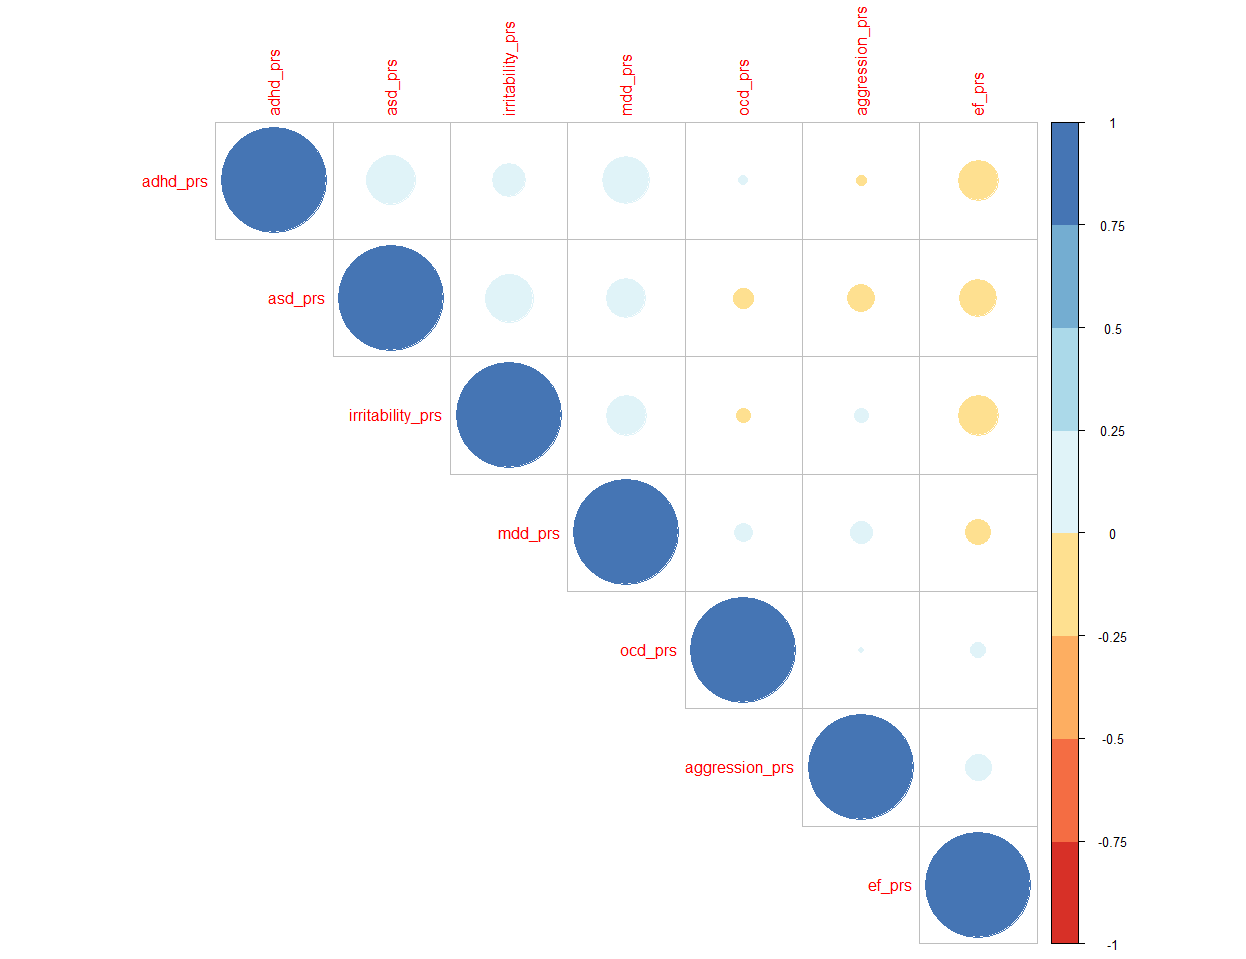 adhd_prs
asd_prs
irritability_prs
mdd_prs
ocd_prs
aggression_prs
ef_prs
adhd_prs
asd_prs
irritability_prs
mdd_prs
ocd_prs
aggression_prs
ef_prs
1
0.75
0.5
0.25
0
-0.25
-0.5
-0.75
-1